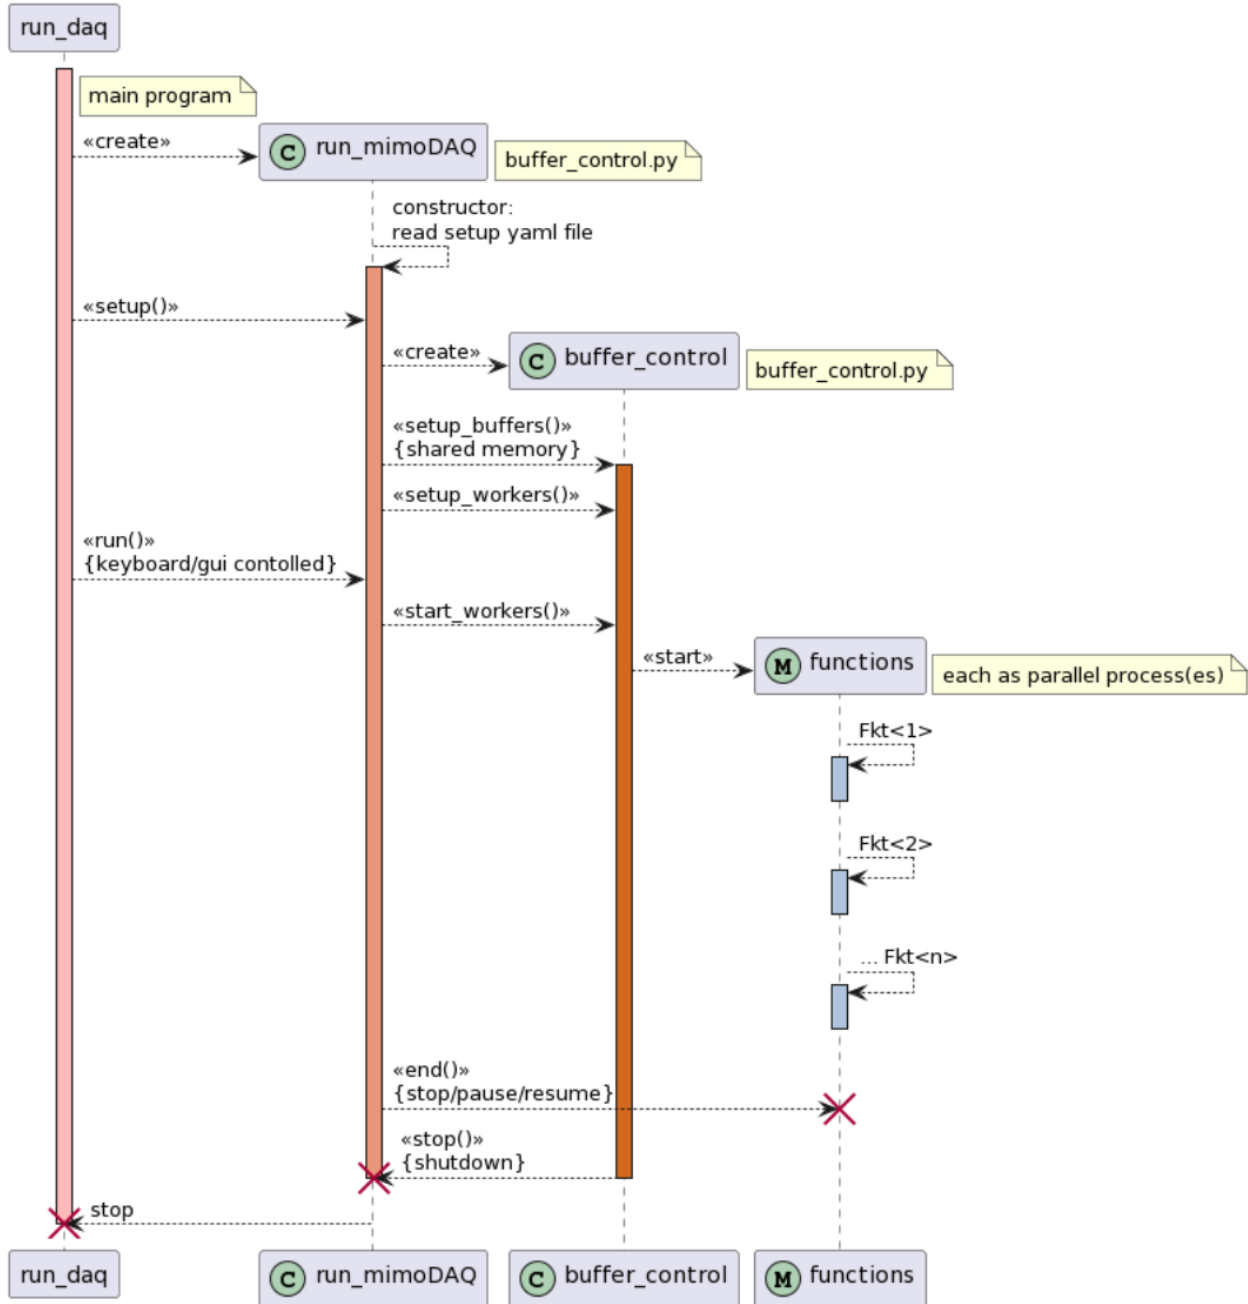 run_daq
main program
«create»
C run_mimoDAQ
buffer_control.py
constructor:
read setup yaml file
«setup()»
«create»
C buffer_control
buffer_control.py
«setup_buffers()»
{shared memory}
«setup_workers()»
«run()»
{keyboard/gui contolled}
«start_workers()»
«start»
M functions
each as parallel process(es)
Fkt<1>
Fkt<2>
... Fkt<n>
«end()»
{stop/pause/resume}
«stop()»
{shutdown}
stop
run_daq
C run_mimoDAQ
C buffer_control
M functions